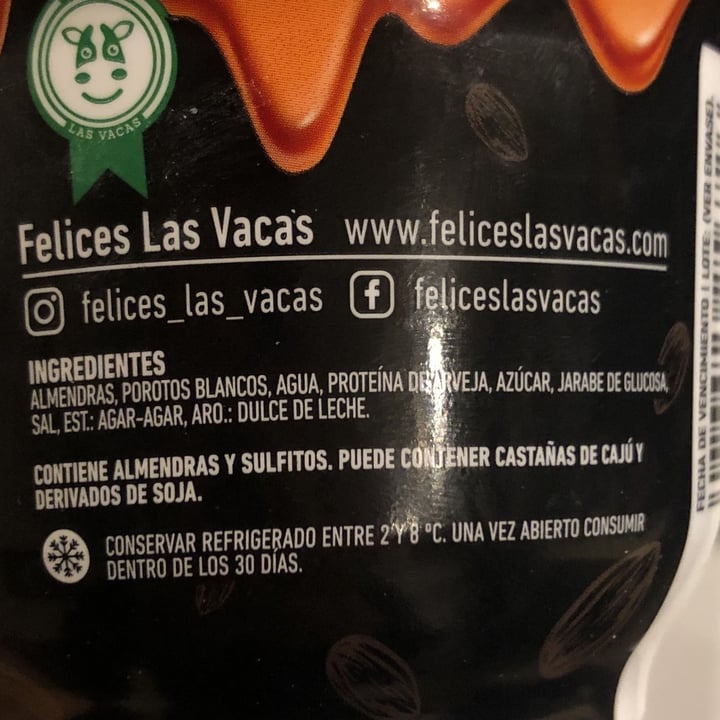 LAS VACAS
Felices Las Vacas www.feliceslasvacas.com
felices_las_vacas feliceslasvacas
INGREDIENTES
ALMENDRAS, POROTOS BLANCOS, AGUA, PROTEÍNA DE ARVEJA, AZÚCAR, JARABE DE GLUCOSA,
SAL, EST.: AGAR-AGAR, ARO.: DULCE DE LECHE.
CONTIENE ALMENDRAS Y SULFITOS. PUEDE CONTENER CASTAÑAS DE CAJÚ Y
DERIVADOS DE SOJA.
CONSERVAR REFRIGERADO ENTRE 2 Y 8 ºC. UNA VEZ ABIERTO CONSUMIR
DENTRO DE LOS 30 DÍAS.
FECHA DE VENCIMIENTO | LOTE: (VER ENVASE).